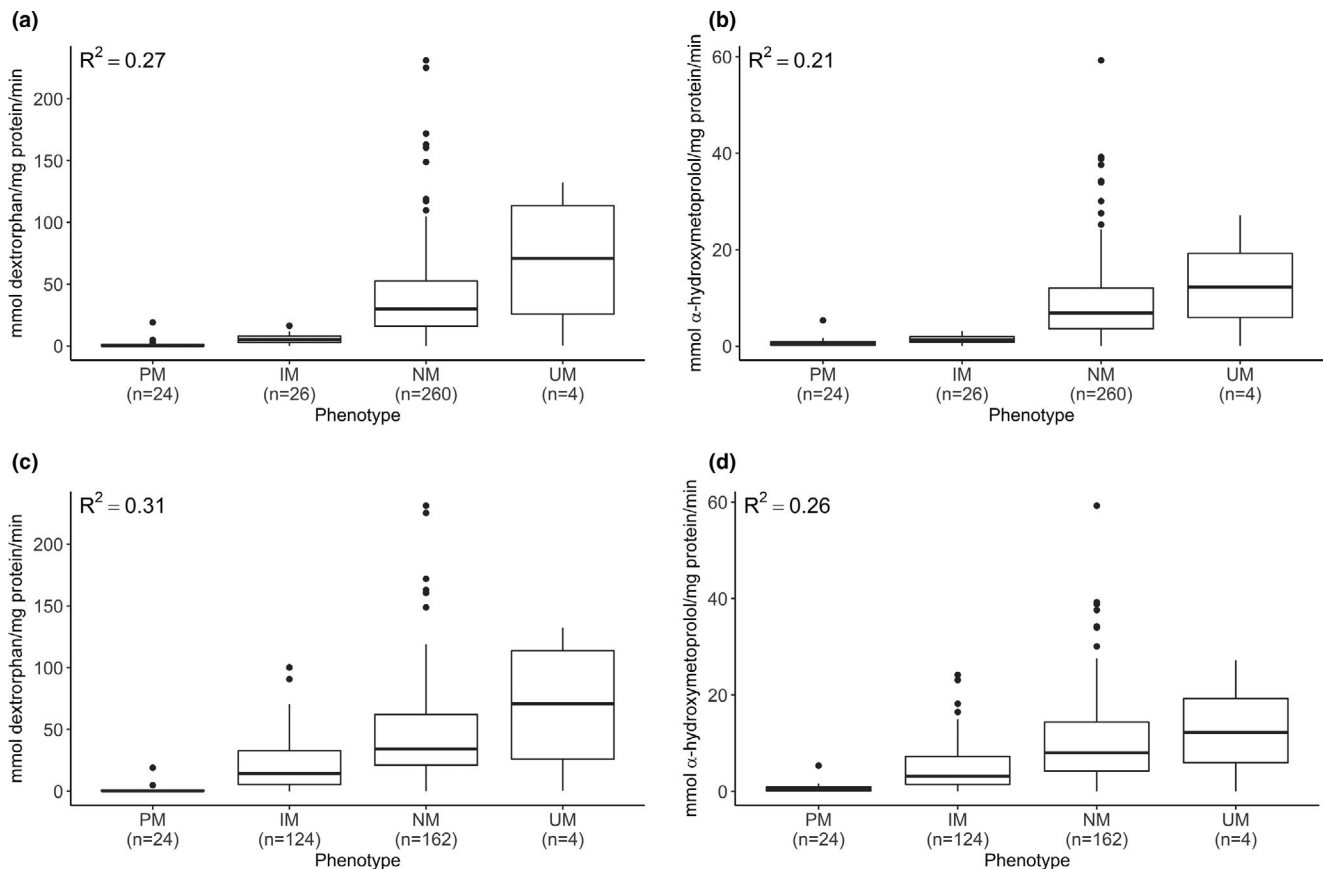 (a)
R² = 0.27
mmol dextrorphan/mg protein/min
200
150
100
50
0
PM IM NM UM
(n=24) (n=26) (n=260) (n=4)
Phenotype
(b)
R² = 0.21
mmol α-hydroxymetoprolol/mg protein/min
60
40
20
0
PM IM NM UM
(n=24) (n=26) (n=260) (n=4)
Phenotype
(c)
R² = 0.31
mmol dextrorphan/mg protein/min
200
150
100
50
0
PM IM NM UM
(n=24) (n=124) (n=162) (n=4)
Phenotype
(d)
R² = 0.26
mmol α-hydroxymetoprolol/mg protein/min
60
40
20
0
PM IM NM UM
(n=24) (n=124) (n=162) (n=4)
Phenotype